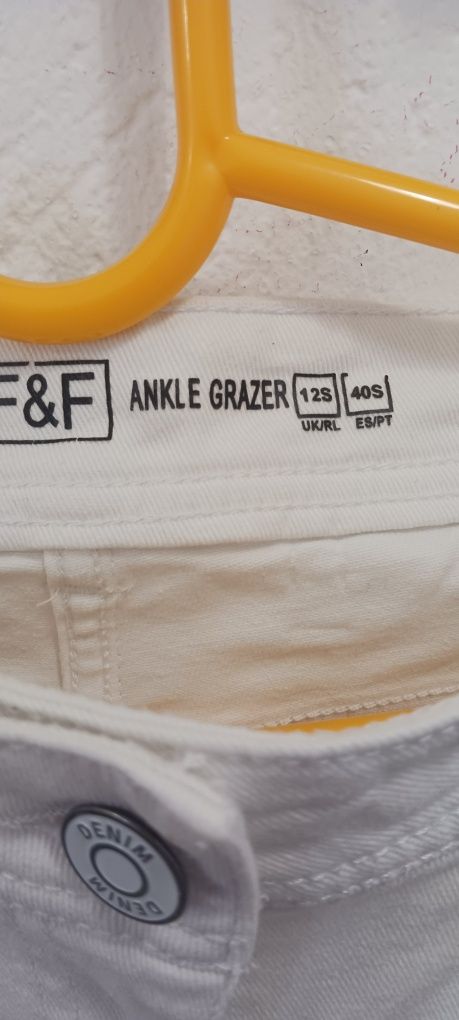 F&F ANKLE GRAZER 12S 40S
UK/RL ES/PT
DENIM
DENIM